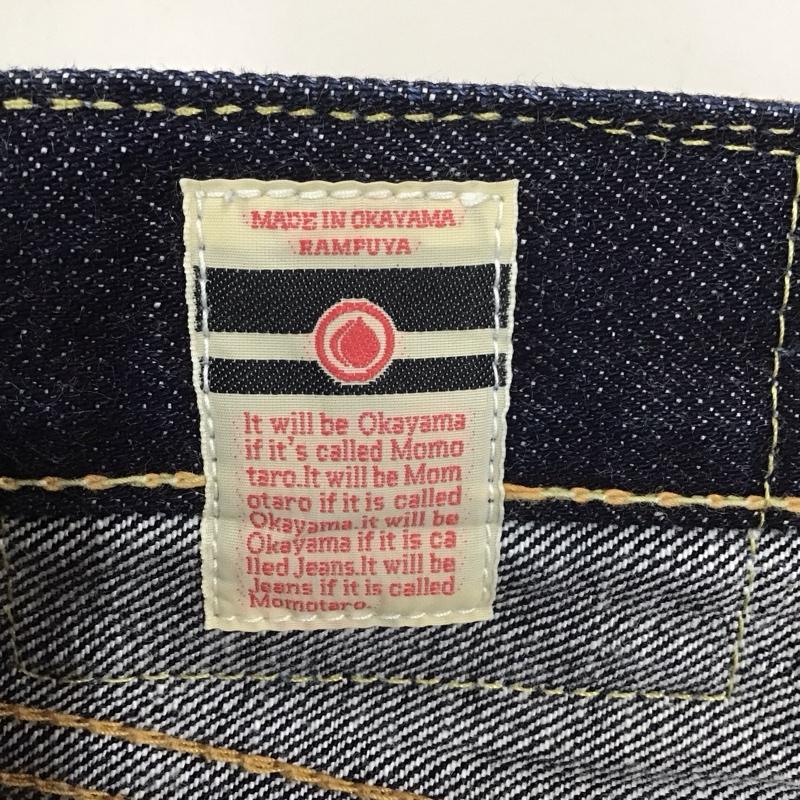 MADE IN OKAYAMA
RAMPUYA
It will be Okayama
if it's called Momo
taro.It will be Mom
otaro if it is called
Okayama.it will be
Okayama if it is ca
lled Jeans.It will be
Jeans if it is called
Momotaro.